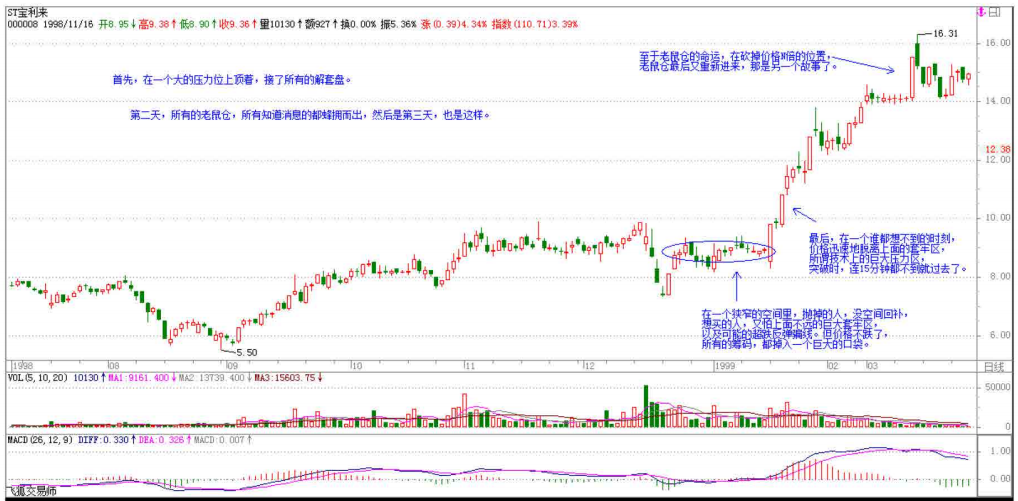 ST宝利来
000008 1998/11/16 开8.95↓高9.38↑低8.90↑收9.36↑量10130↑额927↑换0.00% 振5.36% 涨(0.39)4.34% 指数(110.71)3.39%
16.31
16.00
至于老鼠仓的命运，在砍掉价格N倍的位置，
老鼠仓最后又重新进来，那是另一个故事了。
首先，在一个大的压力位上顶着，接了所有的解套盘。
14.00
第二天，所有的老鼠仓，所有知道消息的都蜂拥而出，然后是第三天，也是这样。
12.38
12.00
10.00
最后，在一个谁都想不到的时刻，
价格迅速地脱离上面的套牢区，
所谓技术上的巨大压力区，
突破时，连15分钟都不到就过去了。
8.00
在一个狭窄的空间里，抛掉的人，没空间回补，
想买的人，又怕上面不远的巨大套牢区，
以及可能的超跌反弹骗线。但价格不跌了，
所有的筹码，都掉入一个巨大的口袋。
6.00
5.50
1998 08 09 10 11 12 1999 02 03 日线
VOL(5,10,20) 10130↑MA1:9161.400↓MA2:13739.400↓MA3:15603.75↓
50000
0
MACD(26,12,9) DIFF:0.330↑DEA:0.326↑MACD:0.007↑
1.00
0.00
飞狐交易师